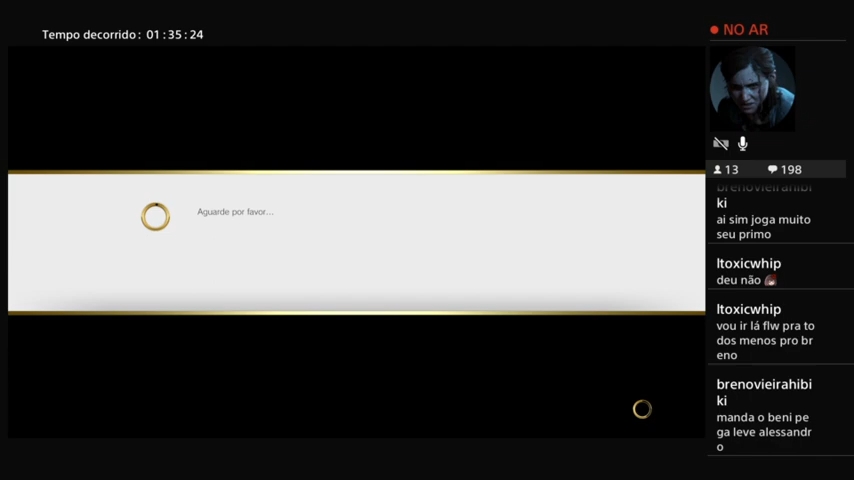 Tempo decorrido: 01:35:24
NO AR
13 198
brenovieirahibi
ki
ai sim joga muito
seu primo
ltoxicwhip
deu não
ltoxicwhip
vou ir lá flw pra to
dos menos pro br
eno
brenovieirahibi
ki
manda o beni pe
ga leve alessandr
o
Aguarde por favor...